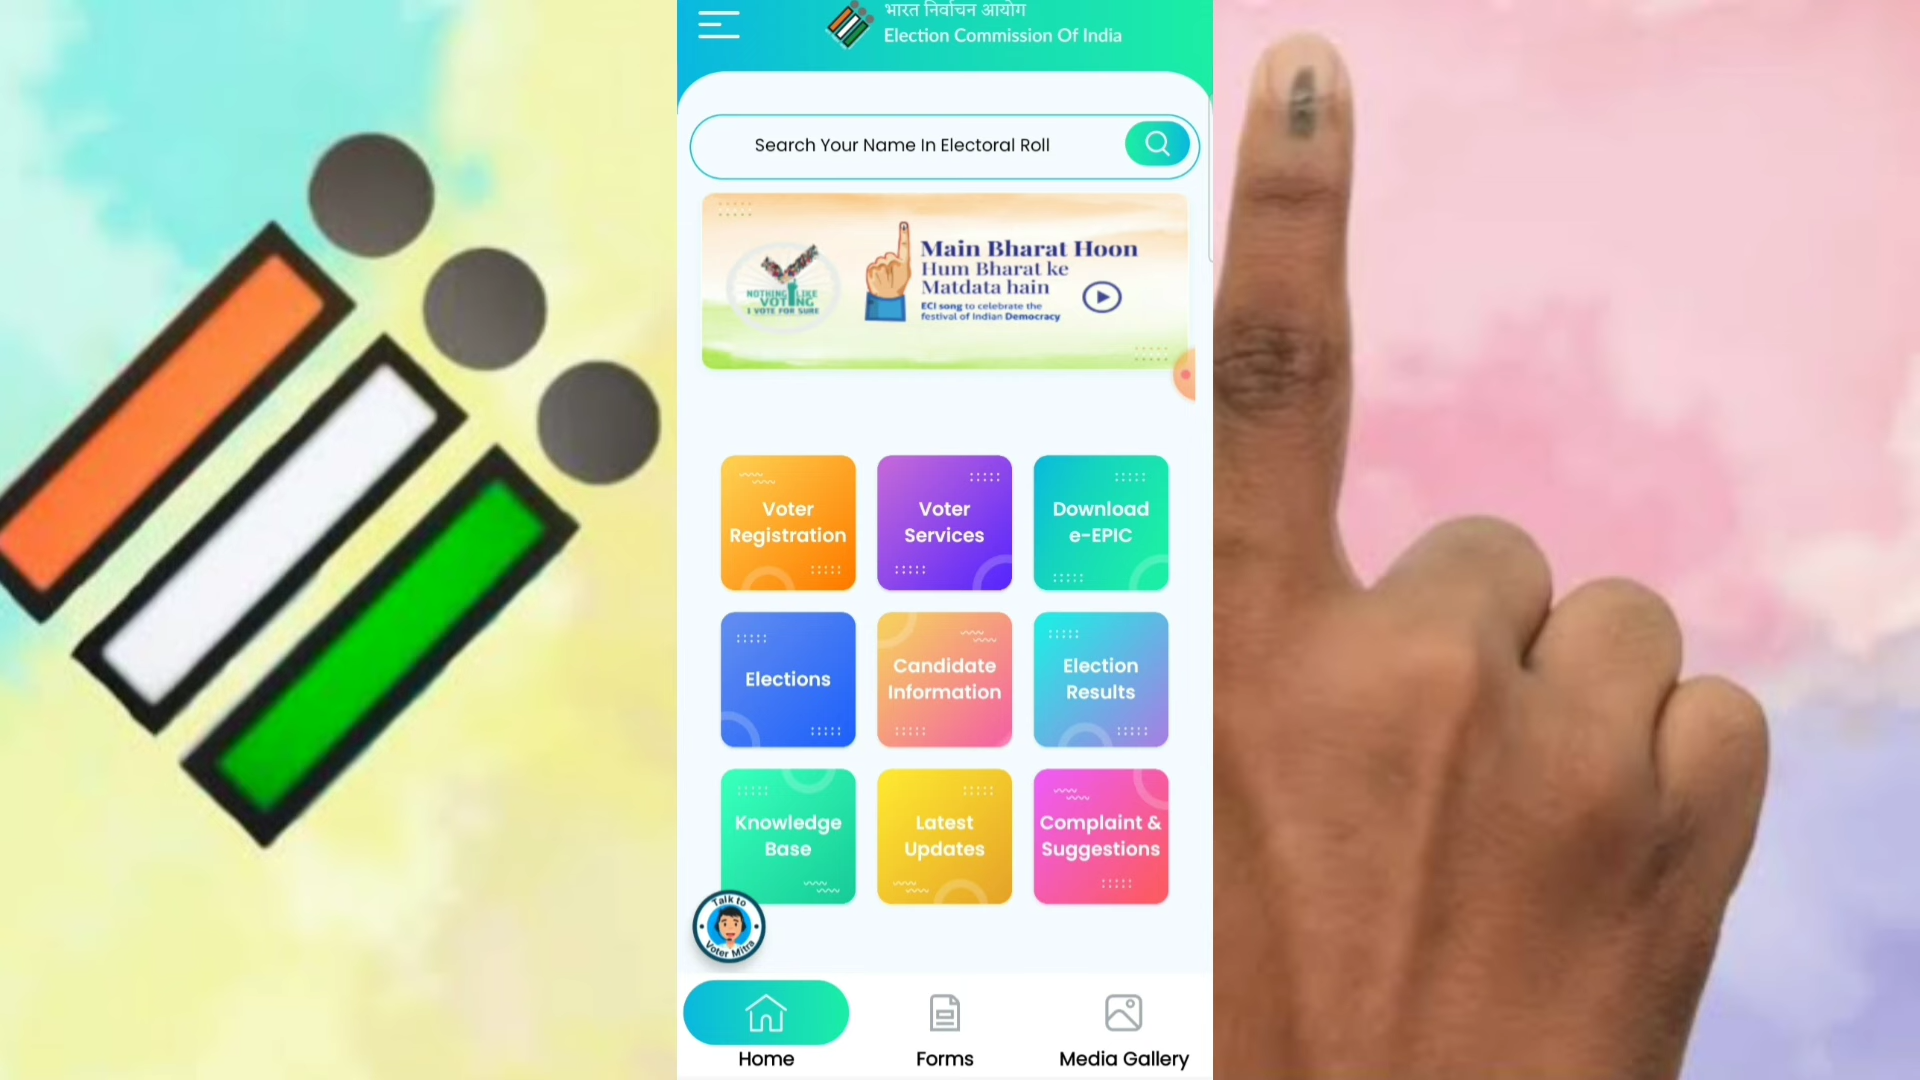 भारत निर्वाचन आयोग
Election Commission Of India
Search Your Name In Electoral Roll
NOTHING LIKE
VOTING
I VOTE FOR SURE
Main Bharat Hoon
Hum Bharat ke
Matdata hain
ECI song to celebrate the
festival of Indian Democracy
Voter
Registration
Voter
Services
Download
e-EPIC
Elections
Candidate
Information
Election
Results
Knowledge
Base
Latest
Updates
Complaint &
Suggestions
Talk to
Voter Mitra
Home
Forms
Media Gallery